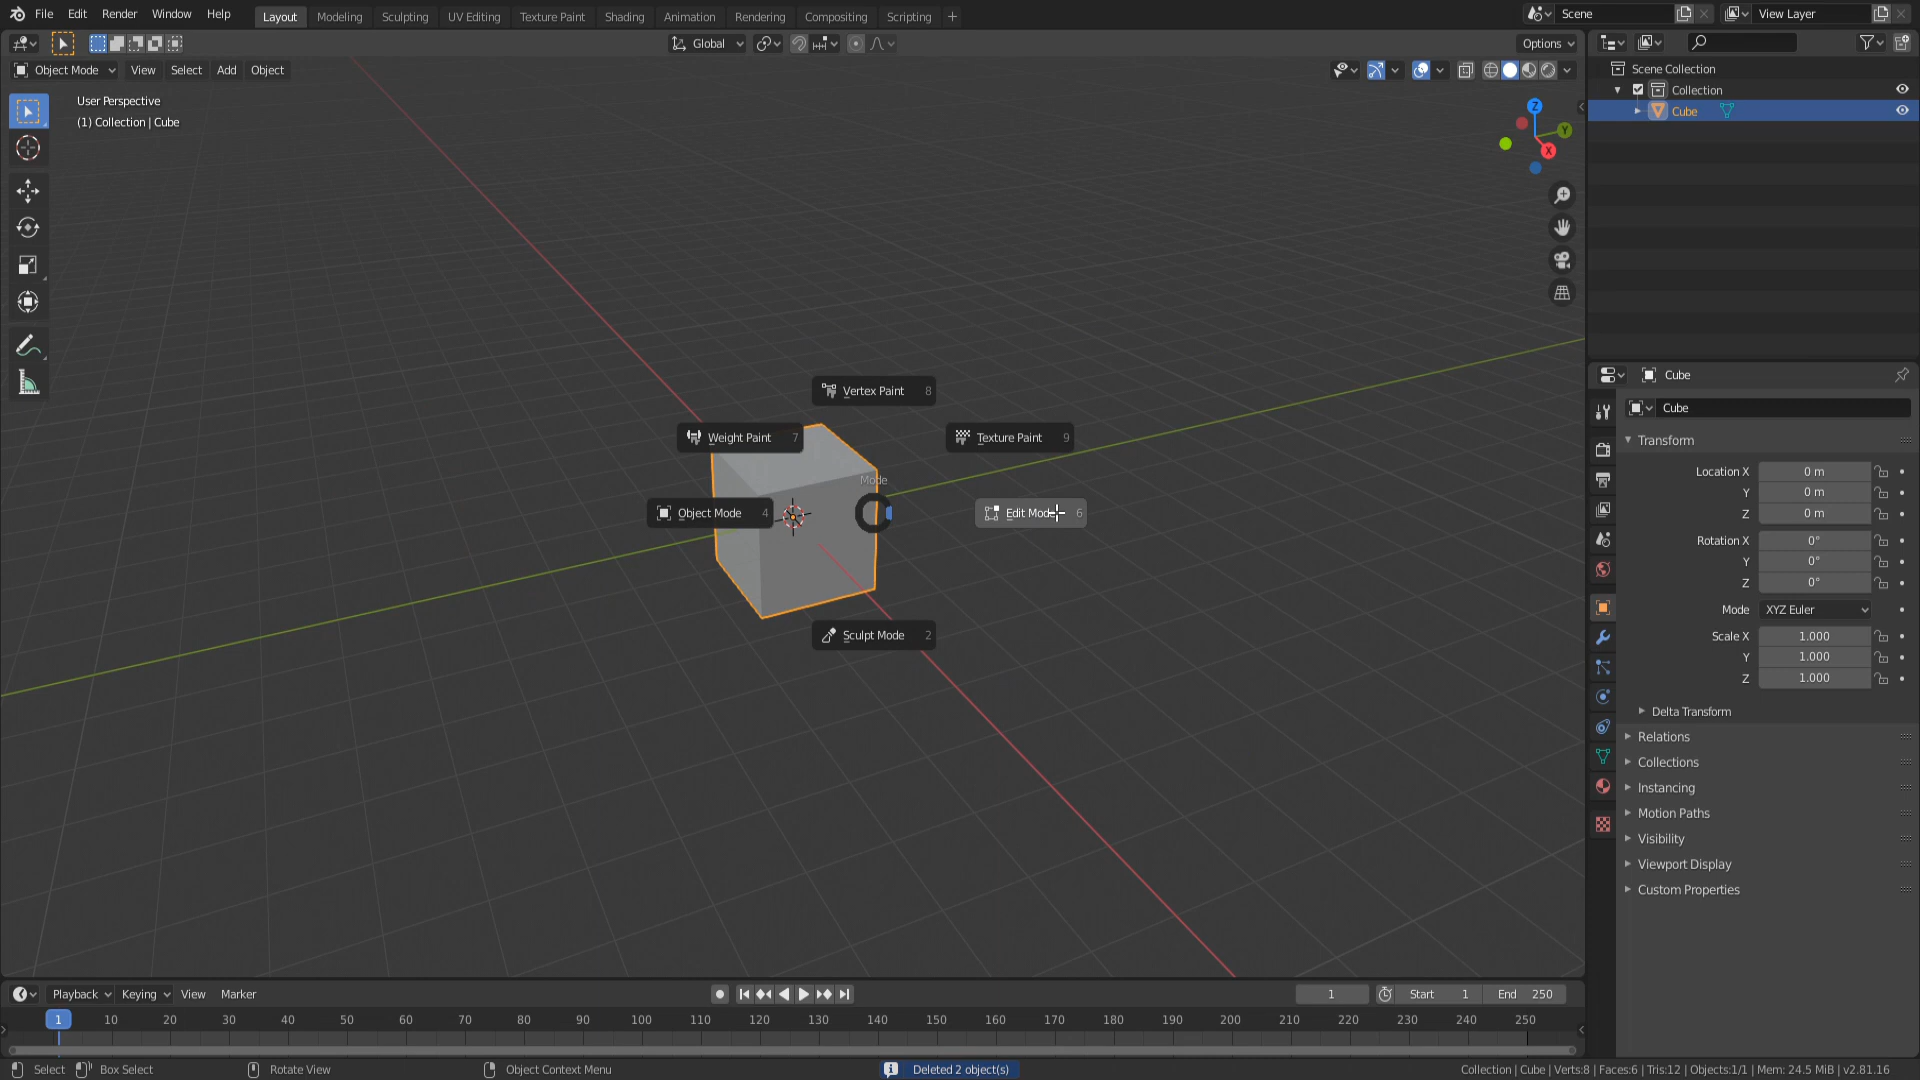 File Edit Render Window Help Layout Modeling Sculpting UV Editing Texture Paint Shading Animation Rendering Compositing Scripting + Scene View Layer
Global Options
Object Mode View Select Add Object
User Perspective
(1) Collection | Cube
Z
Y
X
Scene Collection
Collection
Cube
Vertex Paint 8
Weight Paint 7
Texture Paint 9
Mode
Object Mode 4
Edit Mode 6
Sculpt Mode 2
Cube
Cube
Transform
Location X 0 m
Y 0 m
Z 0 m
Rotation X 0°
Y 0°
Z 0°
Mode XYZ Euler
Scale X 1.000
Y 1.000
Z 1.000
Delta Transform
Relations
Collections
Instancing
Motion Paths
Visibility
Viewport Display
Custom Properties
Playback Keying View Marker 1 Start 1 End 250
1 10 20 30 40 50 60 70 80 90 100 110 120 130 140 150 160 170 180 190 200 210 220 230 240 250
Select Box Select Rotate View Object Context Menu Deleted 2 object(s) Collection | Cube | Verts:8 | Faces:6 | Tris:12 | Objects:1/1 | Mem: 24.5 MiB | v2.81.16